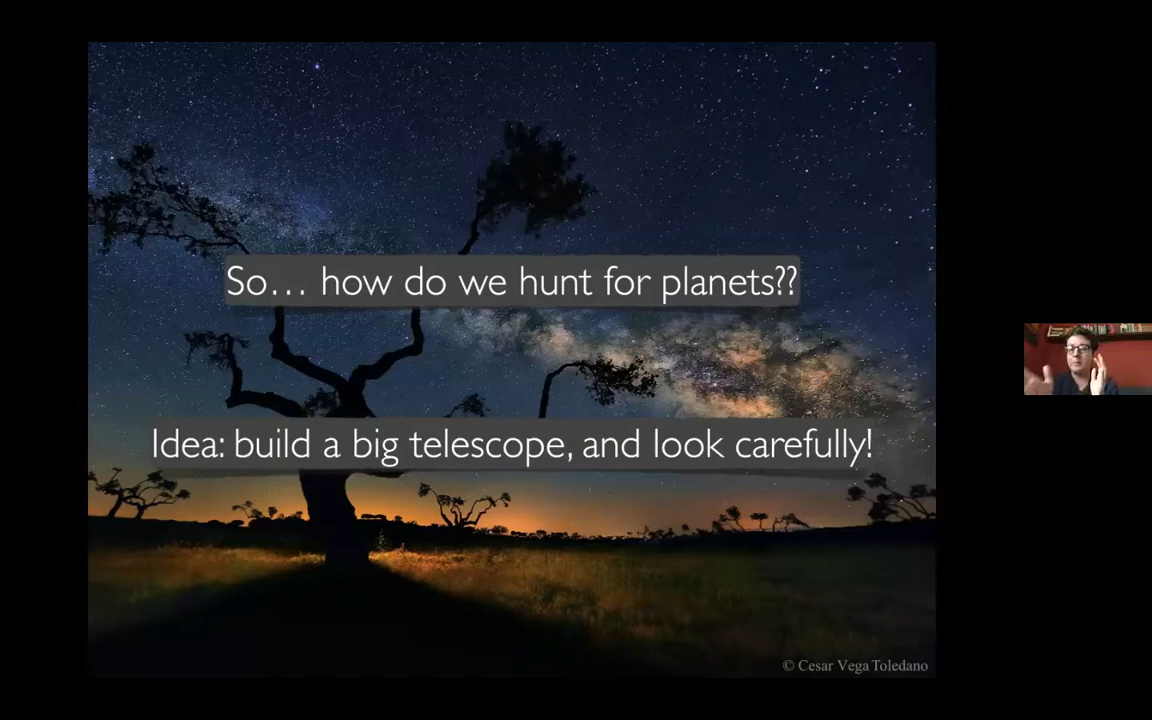 So... how do we hunt for planets??
Idea: build a big telescope, and look carefully!
© Cesar Vega Toledano